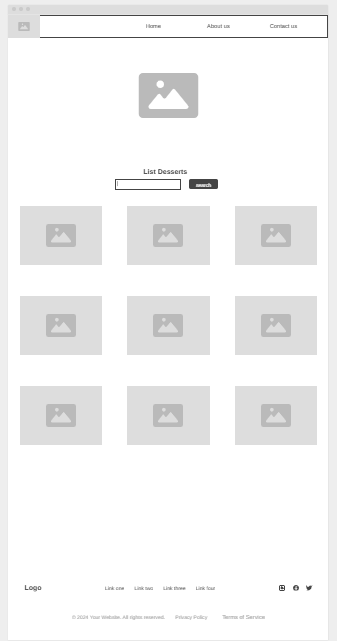 Home About us Contact us
List Desserts
search
Logo Link one Link two Link three Link four
© 2024 Your Website. All rights reserved. Privacy Policy Terms of Service